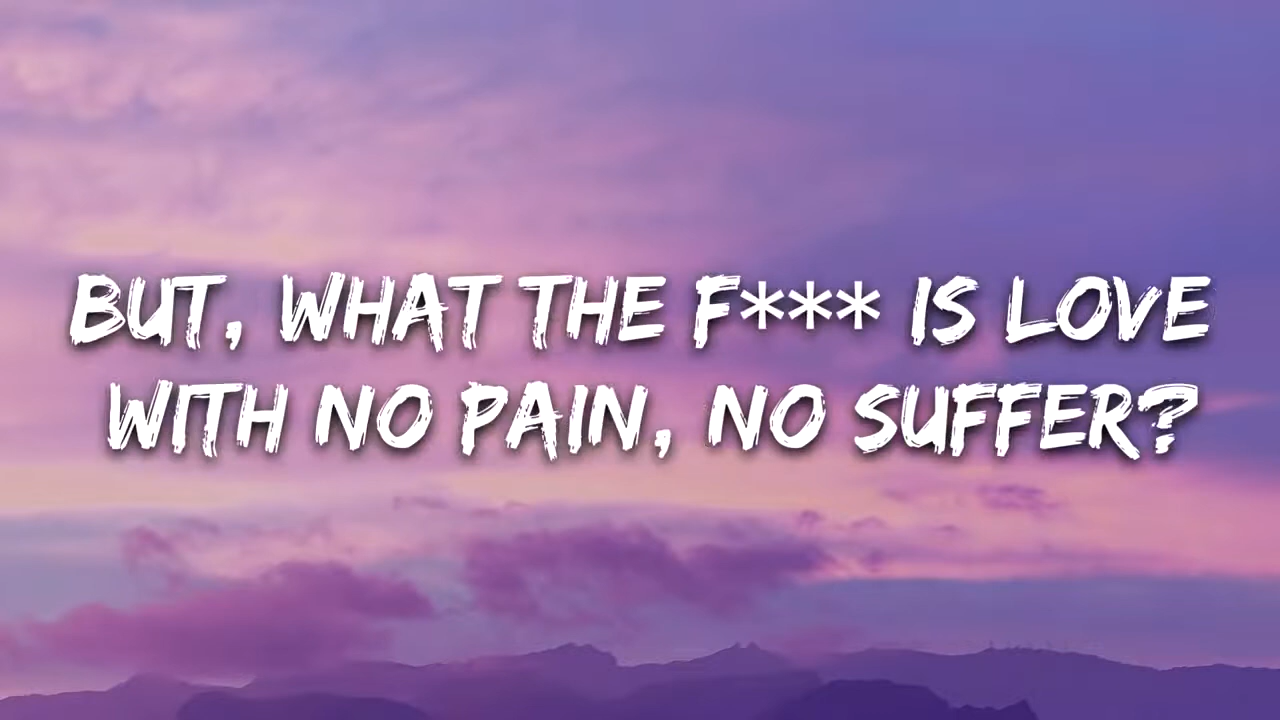 BUT, WHAT THE F*** IS LOVE
WITH NO PAIN, NO SUFFER?